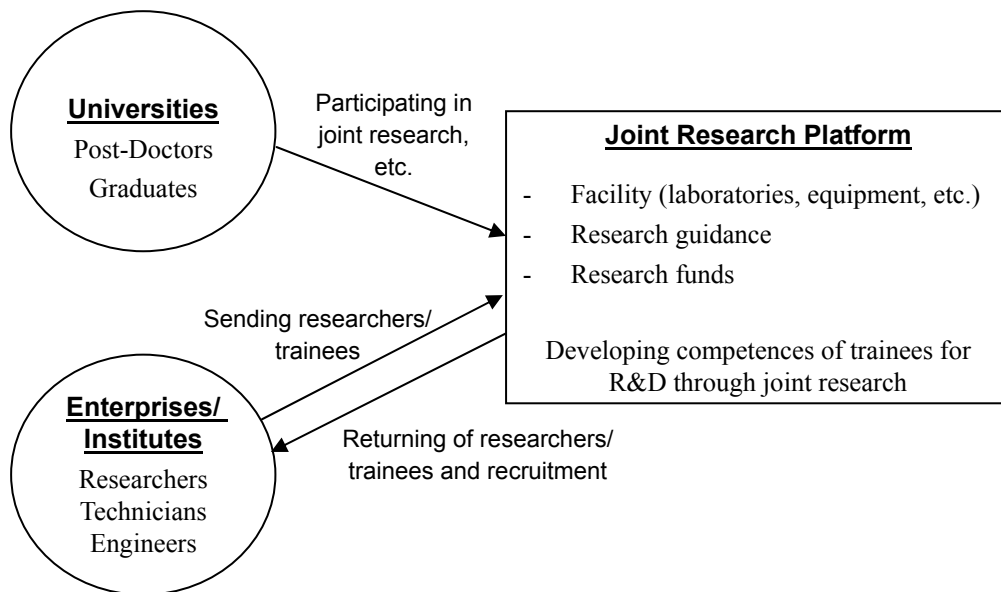 Universities
Post-Doctors
Graduates
Participating in
joint research,
etc.
Joint Research Platform
- Facility (laboratories, equipment, etc.)
- Research guidance
- Research funds
Developing competences of trainees for
R&D through joint research
Sending researchers/
trainees
Enterprises/
Institutes
Researchers
Technicians
Engineers
Returning of researchers/
trainees and recruitment